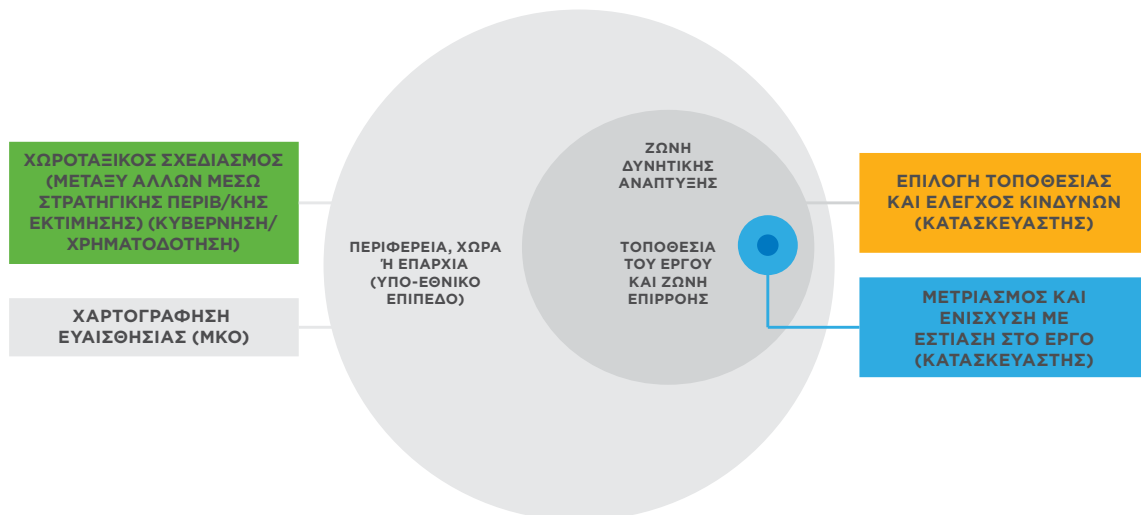 ΧΩΡΟΤΑΞΙΚΟΣ ΣΧΕΔΙΑΣΜΟΣ
(ΜΕΤΑΞΥ ΑΛΛΩΝ ΜΕΣΩ
ΣΤΡΑΤΗΓΙΚΗΣ ΠΕΡΙΒ/ΚΗΣ
ΕΚΤΙΜΗΣΗΣ) (ΚΥΒΕΡΝΗΣΗ/
ΧΡΗΜΑΤΟΔΟΤΗΣΗ)
ΧΑΡΤΟΓΡΑΦΗΣΗ
ΕΥΑΙΣΘΗΣΙΑΣ (ΜΚΟ)
ΠΕΡΙΦΕΡΕΙΑ, ΧΩΡΑ
Ή ΕΠΑΡΧΙΑ
(ΥΠΟ-ΕΘΝΙΚΟ
ΕΠΙΠΕΔΟ)
ΖΩΝΗ
ΔΥΝΗΤΙΚΗΣ
ΑΝΑΠΤΥΞΗΣ
ΤΟΠΟΘΕΣΙΑ
ΤΟΥ ΕΡΓΟΥ
ΚΑΙ ΖΩΝΗ
ΕΠΙΡΡΟΗΣ
ΕΠΙΛΟΓΗ ΤΟΠΟΘΕΣΙΑΣ
ΚΑΙ ΕΛΕΓΧΟΣ ΚΙΝΔΥΝΩΝ
(ΚΑΤΑΣΚΕΥΑΣΤΗΣ)
ΜΕΤΡΙΑΣΜΟΣ ΚΑΙ
ΕΝΙΣΧΥΣΗ ΜΕ
ΕΣΤΙΑΣΗ ΣΤΟ ΕΡΓΟ
(ΚΑΤΑΣΚΕΥΑΣΤΗΣ)